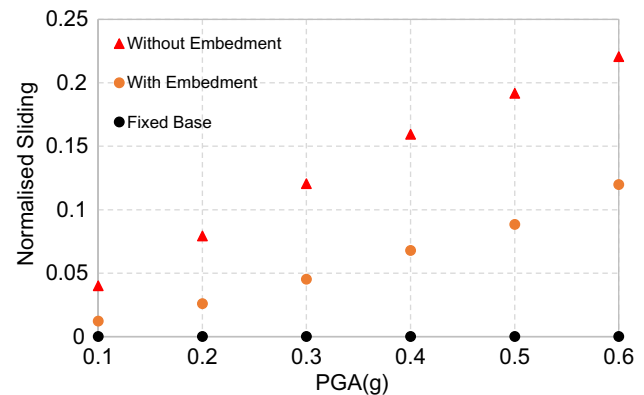 0.25
0.2
0.15
0.1
0.05
0
Normalised Sliding
Without Embedment
With Embedment
Fixed Base
0.1 0.2 0.3 0.4 0.5 0.6
PGA(g)